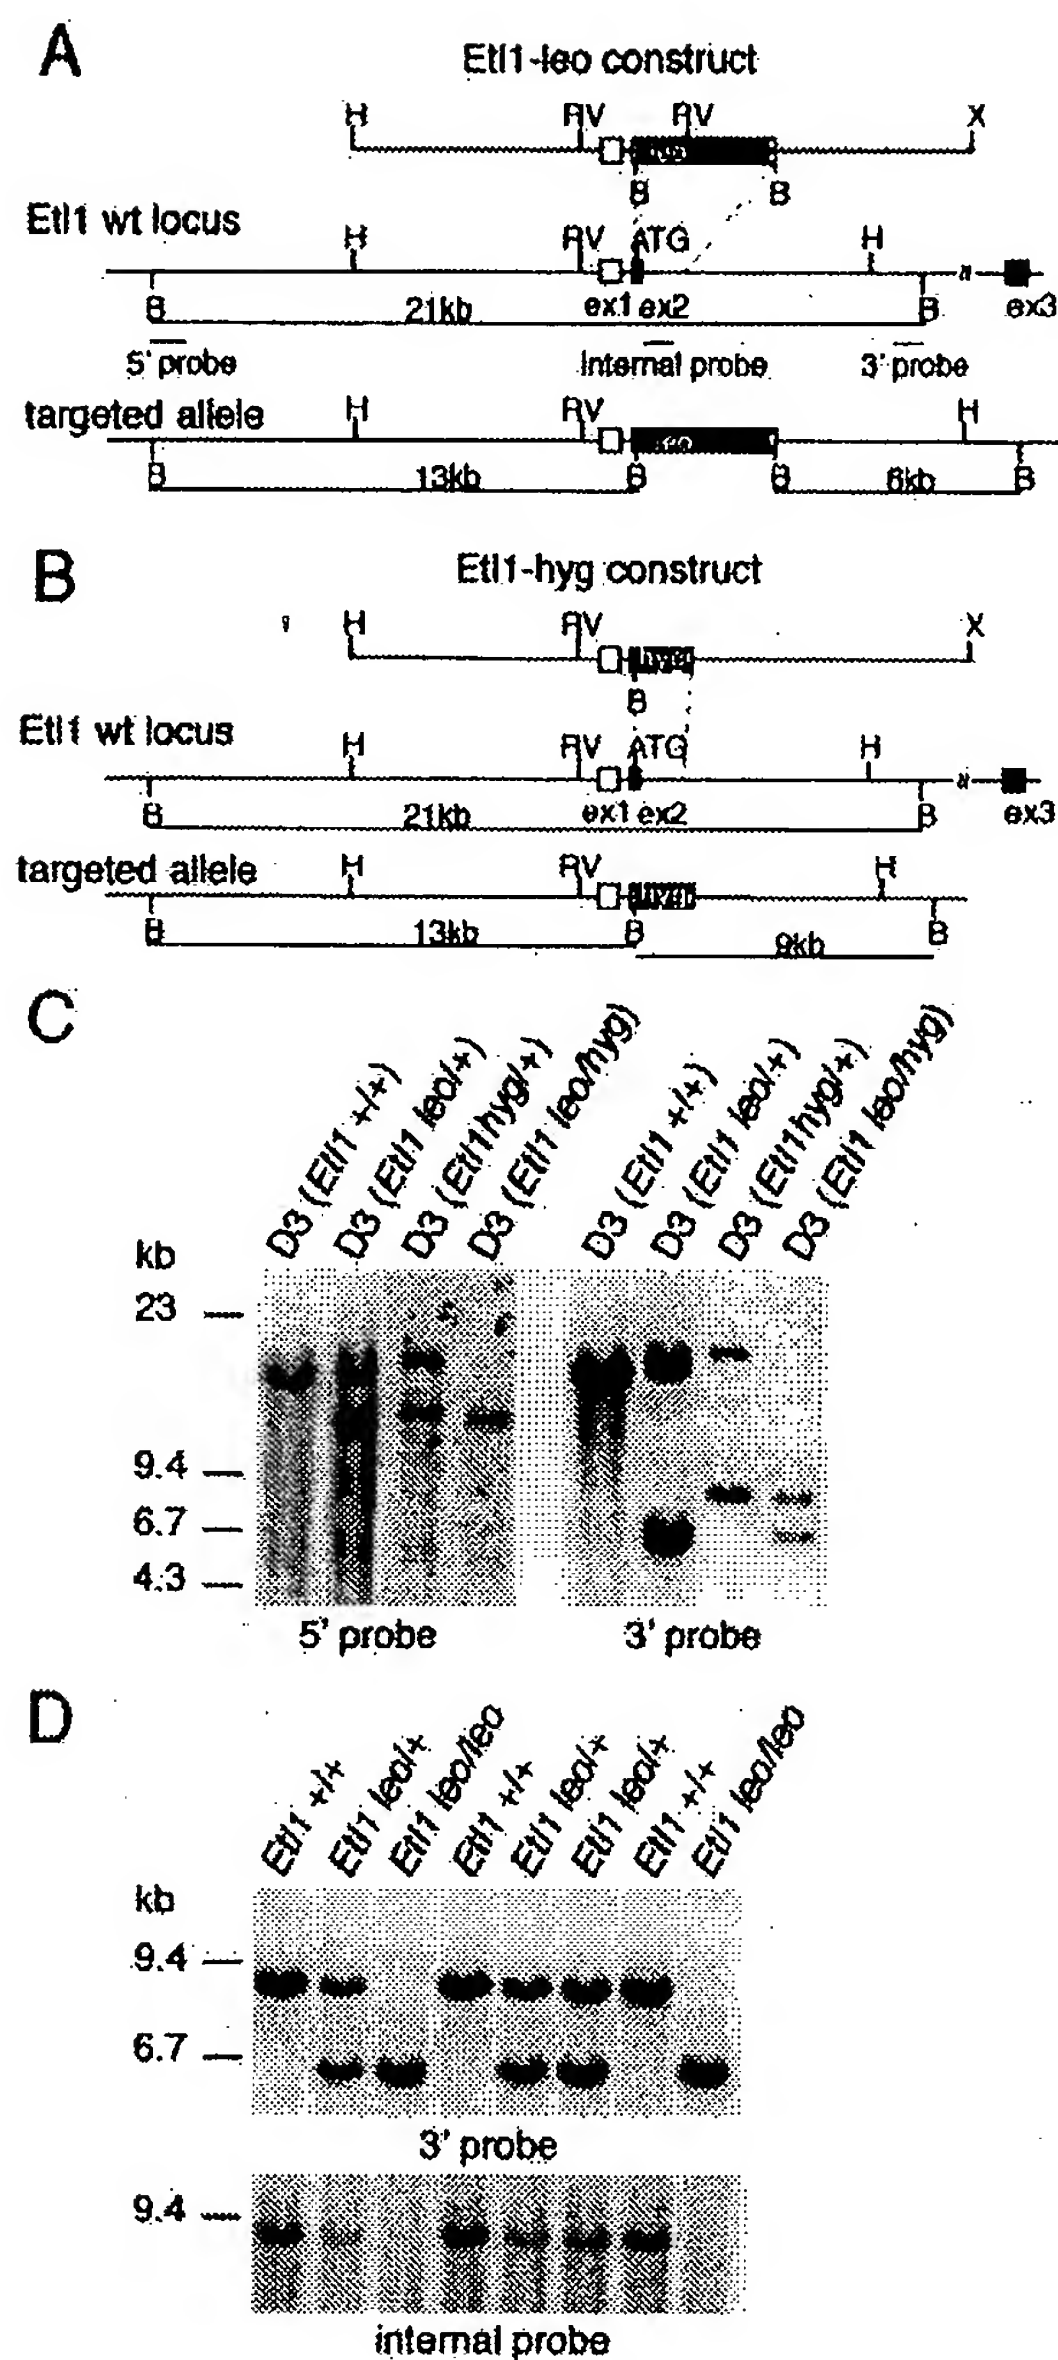 A
Etl1-leo construct
H RV RV X
B B
Etl1 wt locus
H RV ATG H
B 21kb ex1 ex2 B ex3
5' probe Internal probe 3' probe
targeted allele
H RV H
B 13kb B B 6kb B
B
Etl1-hyg construct
H RV X
B
Etl1 wt locus
H RV ATG H
B 21kb ex1 ex2 B ex3
targeted allele
H RV H
B 13kb B 9kb B
C
D3 (Etl1 +/+)
D3 (Etl1 leo/+)
D3 (Etl1hyg/+)
D3 (Etl1 leo/hyg)
D3 (Etl1 +/+)
D3 (Etl1 leo/+)
D3 (Etl1hyg/+)
D3 (Etl1 leo/hyg)
kb
23
9.4
6.7
4.3
5' probe 3' probe
D
Etl1 +/+
Etl1 leo/+
Etl1 leo/leo
Etl1 +/+
Etl1 leo/+
Etl1 leo/+
Etl1 +/+
Etl1 leo/leo
kb
9.4
6.7
3' probe
9.4
internal probe